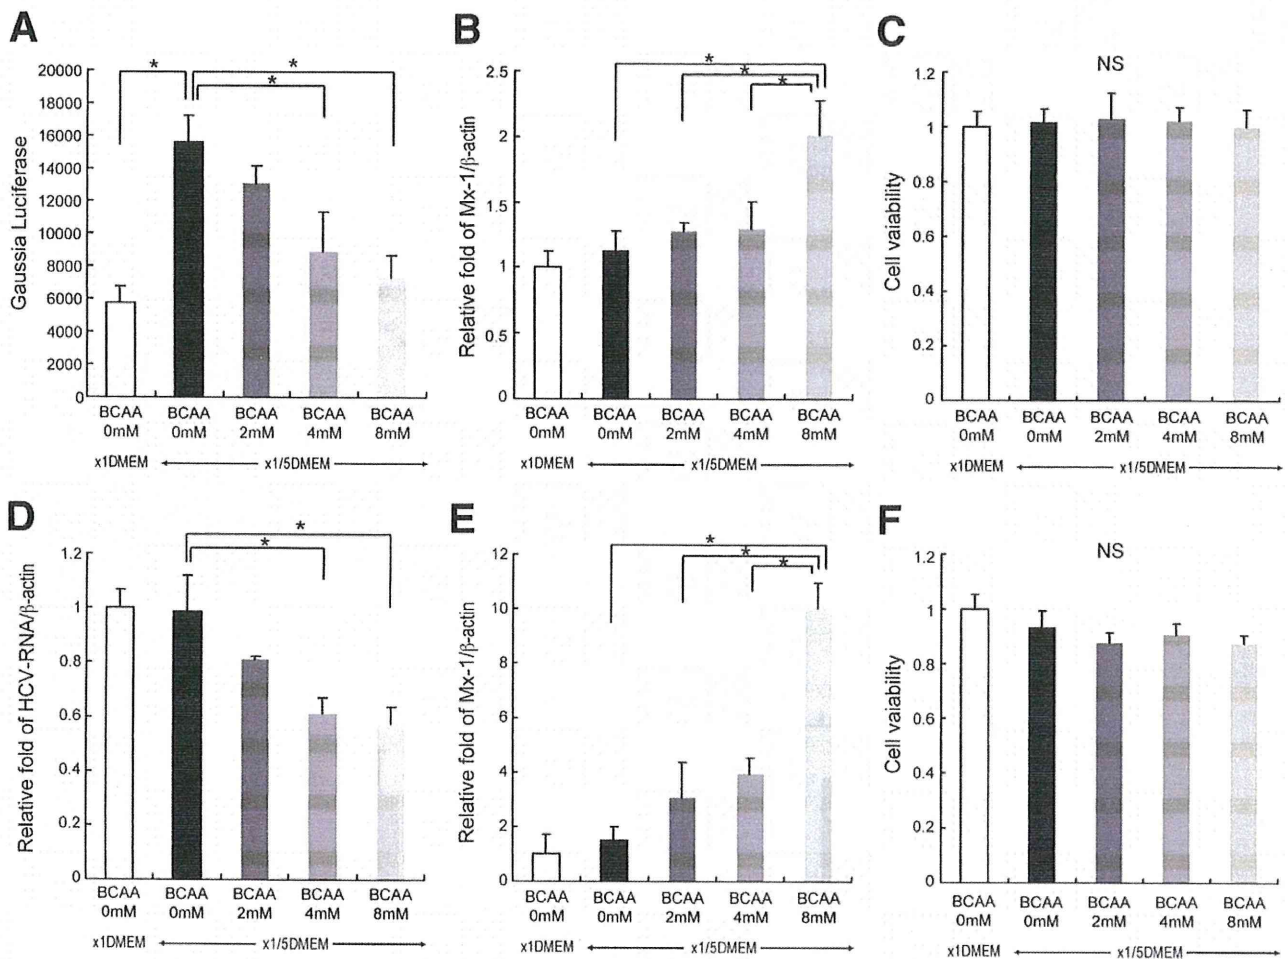 A
Gaussia Luciferase
20000
18000
16000
14000
12000
10000
8000
6000
4000
2000
0
* * *
BCAA BCAA BCAA BCAA BCAA
0mM 0mM 2mM 4mM 8mM
x1DMEM x1/5DMEM
B
Relative fold of Mx-1/β-actin
2.5
2
1.5
1
0.5
0
* * *
BCAA BCAA BCAA BCAA BCAA
0mM 0mM 2mM 4mM 8mM
x1DMEM x1/5DMEM
C
NS
Cell vaiability
1.2
1
0.8
0.6
0.4
0.2
0
BCAA BCAA BCAA BCAA BCAA
0mM 0mM 2mM 4mM 8mM
x1DMEM x1/5DMEM
D
Relative fold of HCV-RNA/β-actin
1.2
1
0.8
0.6
0.4
0.2
0
* *
BCAA BCAA BCAA BCAA BCAA
0mM 0mM 2mM 4mM 8mM
x1DMEM x1/5DMEM
E
Relative fold of Mx-1/β-actin
12
10
8
6
4
2
0
* * *
BCAA BCAA BCAA BCAA BCAA
0mM 0mM 2mM 4mM 8mM
x1DMEM x1/5DMEM
F
NS
Cell vaiability
1.2
1
0.8
0.6
0.4
0.2
0
BCAA BCAA BCAA BCAA BCAA
0mM 0mM 2mM 4mM 8mM
x1DMEM x1/5DMEM